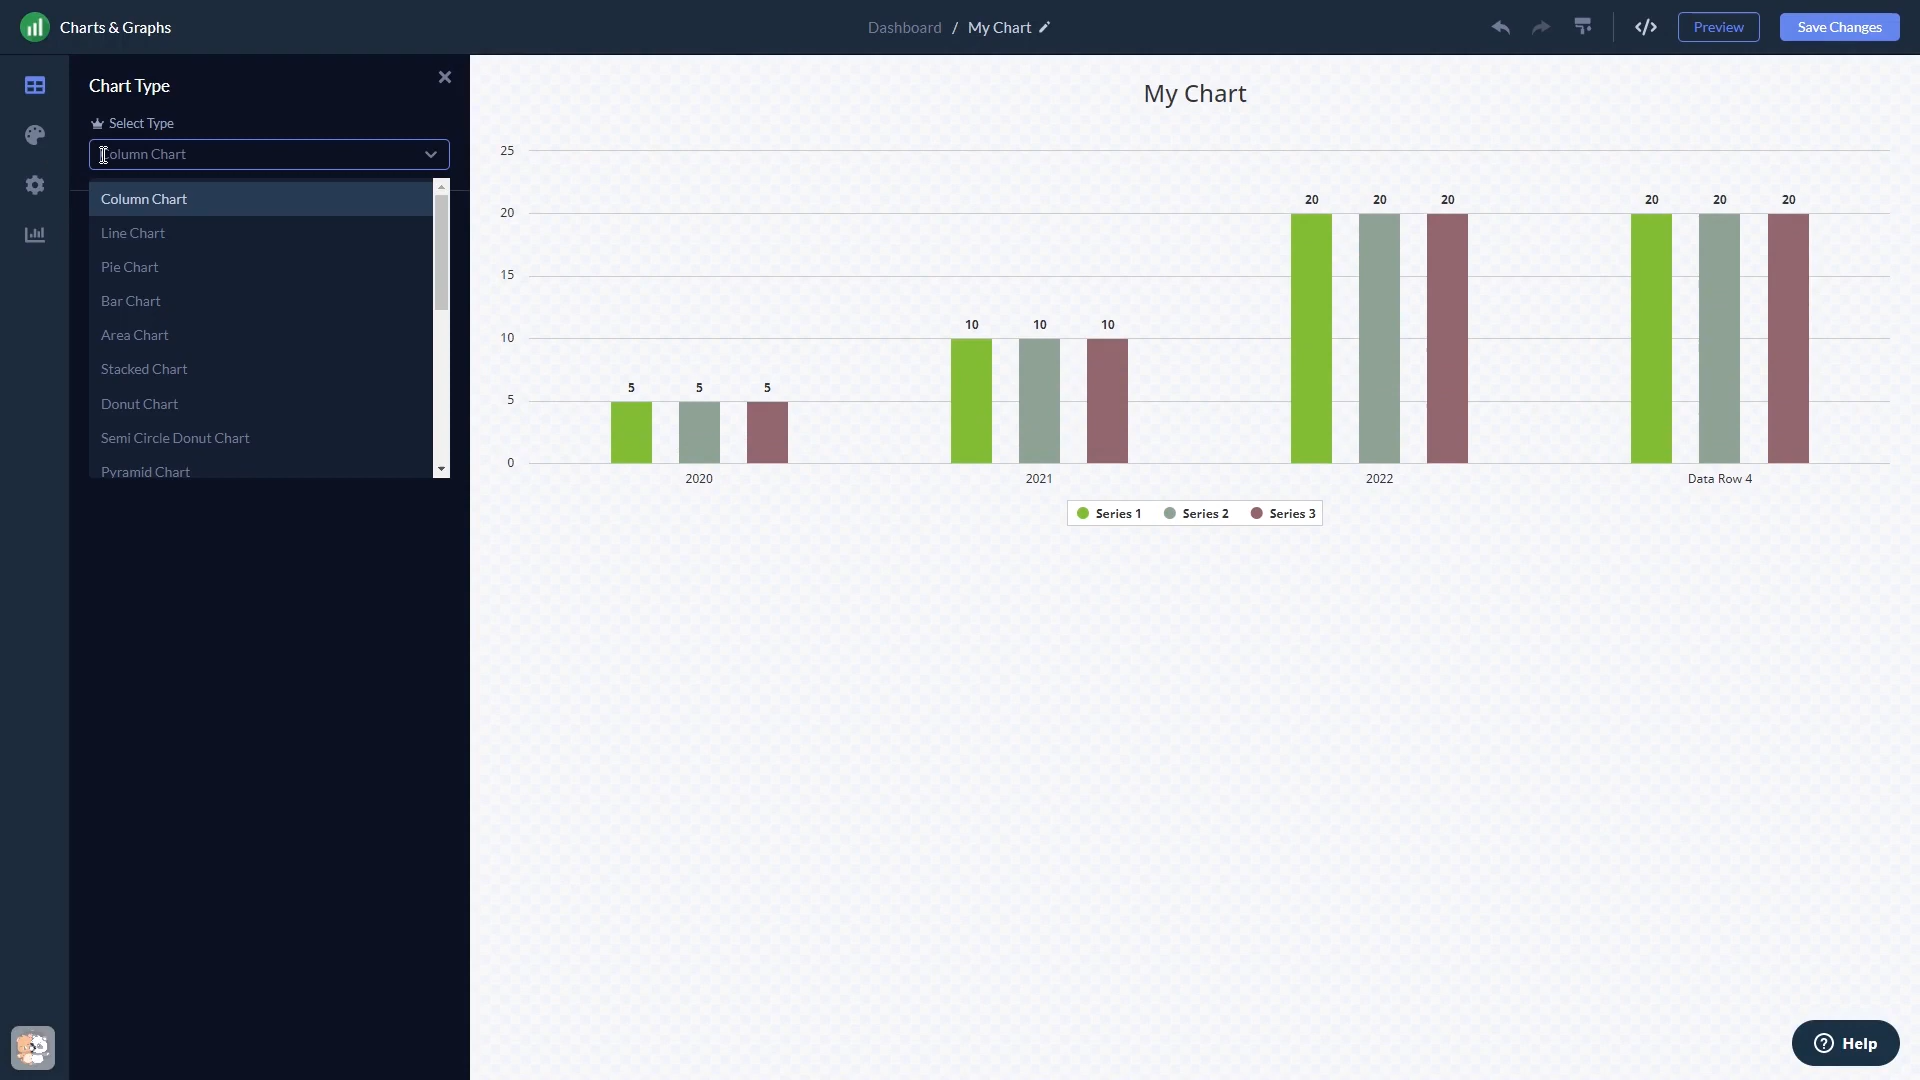 Charts & Graphs
Dashboard / My Chart
Preview
Save Changes
Chart Type
Select Type
Column Chart
Column Chart
Line Chart
Pie Chart
Bar Chart
Area Chart
Stacked Chart
Donut Chart
Semi Circle Donut Chart
Pyramid Chart
My Chart
25
20
15
10
5
0
5 5 5
10 10 10
20 20 20
20 20 20
2020 2021 2022 Data Row 4
Series 1 Series 2 Series 3
Help